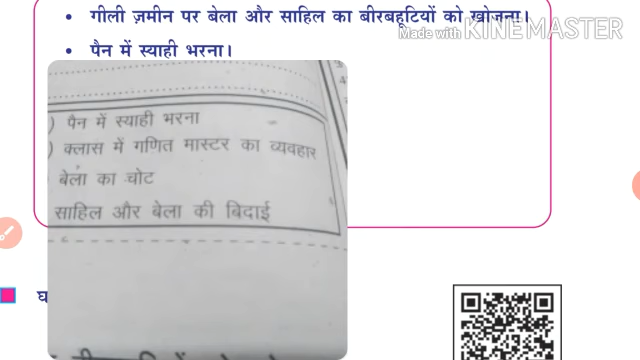 • गीली ज़मीन पर बेला और साहिल का बीरबहूटियों को खोजना।
Made with KINEMASTER
• पैन में स्याही भरना।
) पैन में स्याही भरना
) क्लास में गणित मास्टर का व्यवहार
बेला का चोट
साहिल और बेला की बिदाई
घ